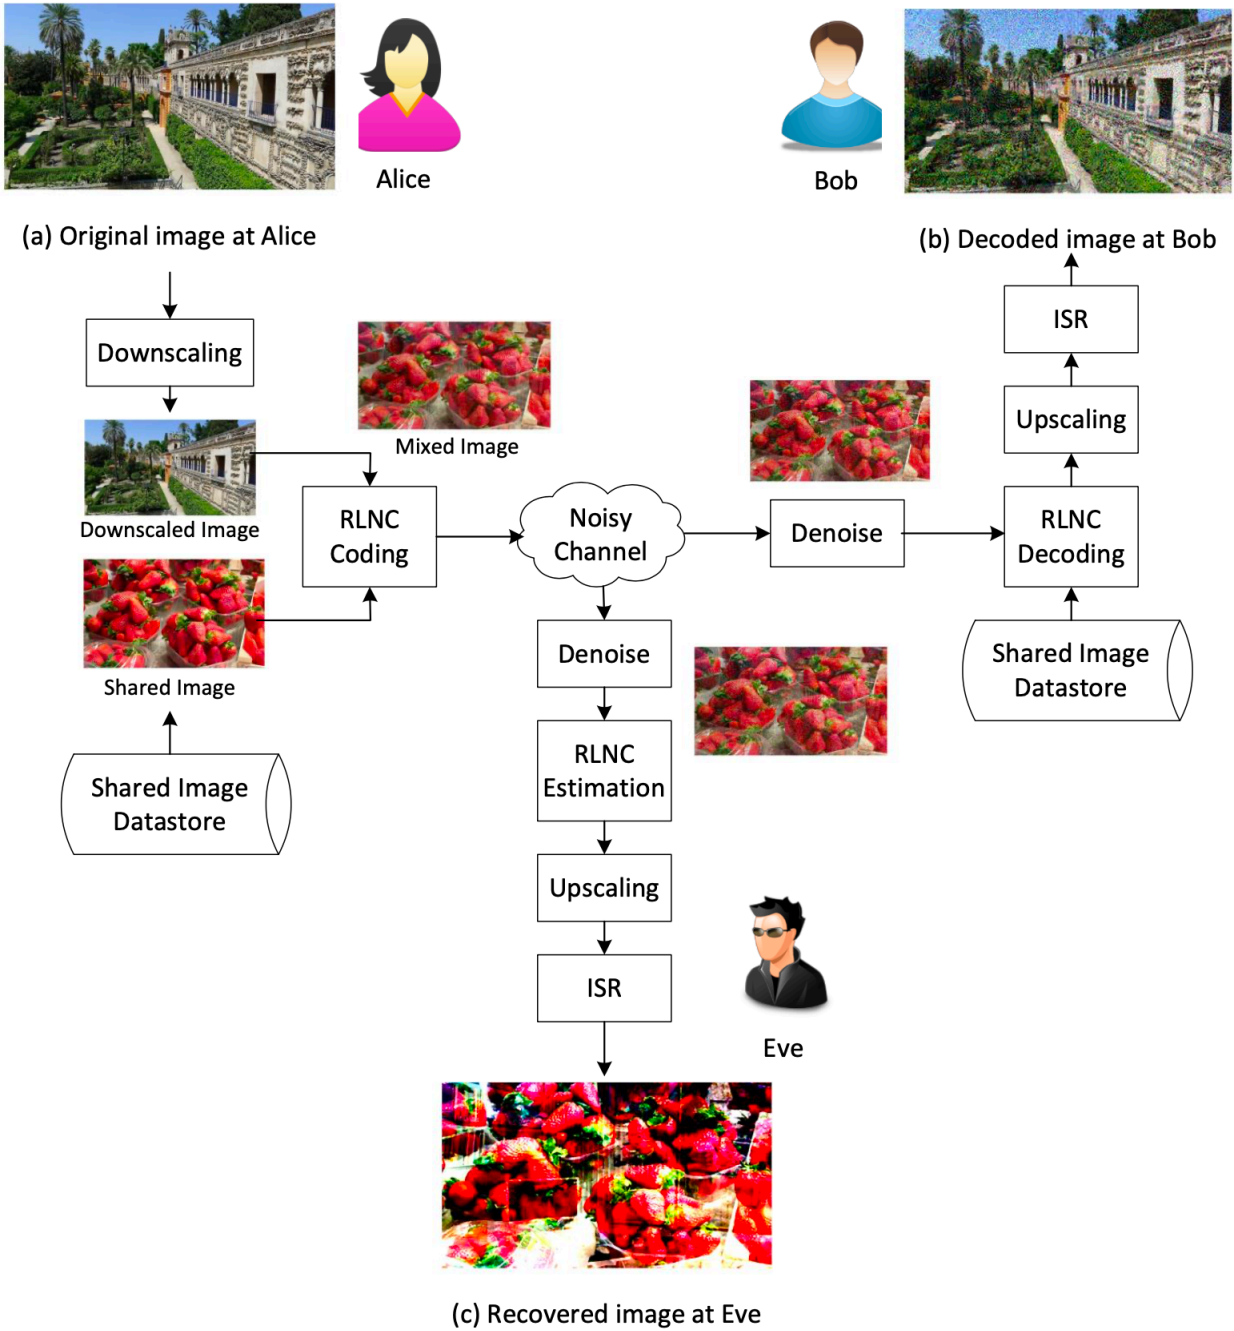 Alice
Bob
(a) Original image at Alice
(b) Decoded image at Bob
Downscaling
Mixed Image
Downscaled Image
RLNC
Coding
Shared Image
Shared Image
Datastore
Noisy
Channel
Denoise
RLNC
Decoding
Upscaling
ISR
Shared Image
Datastore
Denoise
RLNC
Estimation
Upscaling
ISR
Eve
(c) Recovered image at Eve